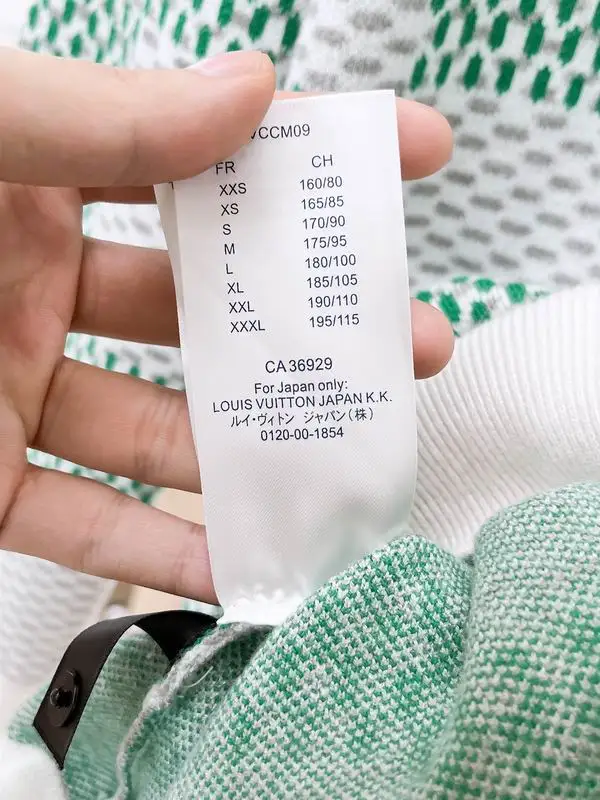 VCCM09
FR CH
XXS 160/80
XS 165/85
S 170/90
M 175/95
L 180/100
XL 185/105
XXL 190/110
XXXL 195/115
CA 36929
For Japan only:
LOUIS VUITTON JAPAN K.K.
ルイ・ヴィトン ジャパン(株)
0120-00-1854